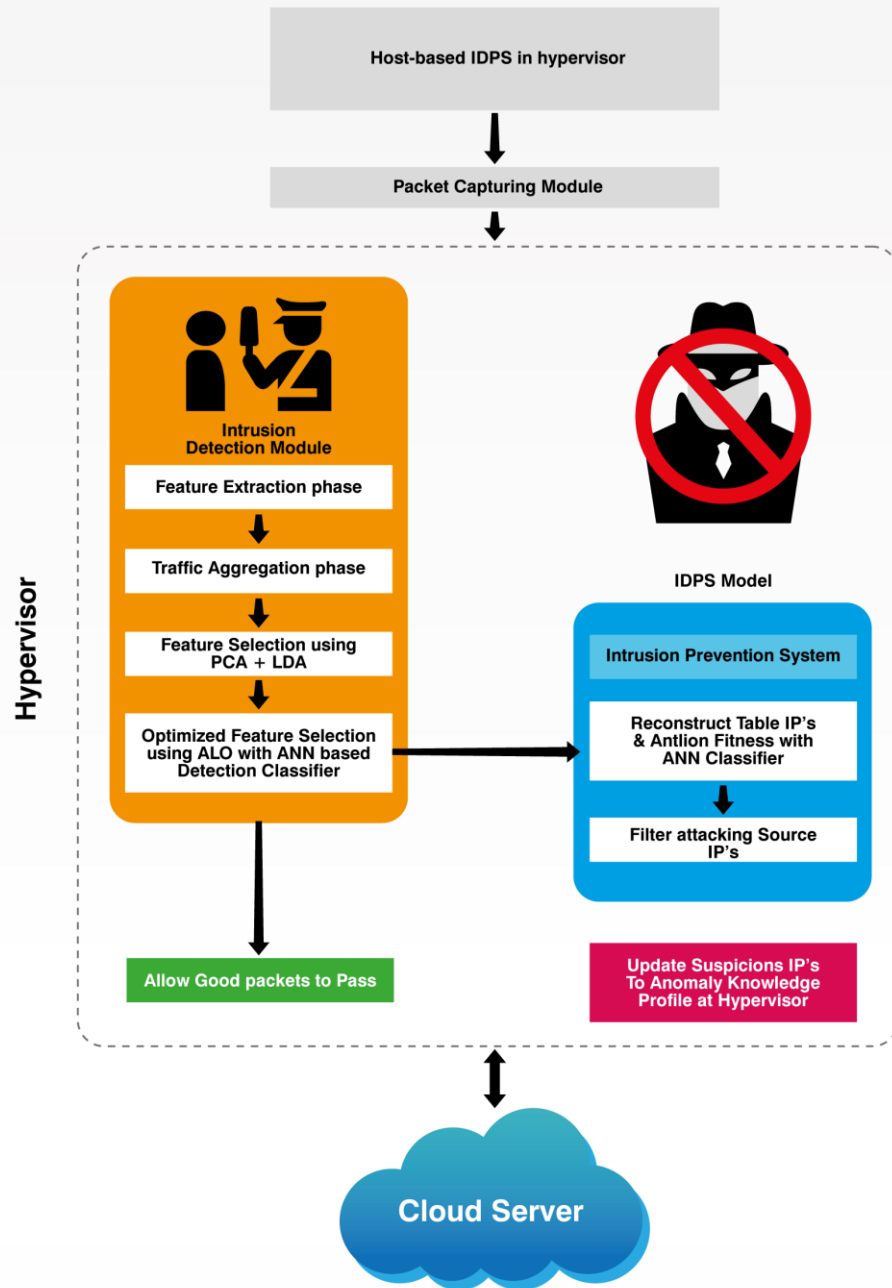 Host-based IDPS in hypervisor
Packet Capturing Module
Hypervisor
Intrusion
Detection Module
Feature Extraction phase
Traffic Aggregation phase
Feature Selection using
PCA + LDA
Optimized Feature Selection
using ALO with ANN based
Detection Classifier
Allow Good packets to Pass
IDPS Model
Intrusion Prevention System
Reconstruct Table IP's
& Antlion Fitness with
ANN Classifier
Filter attacking Source
IP's
Update Suspicions IP's
To Anomaly Knowledge
Profile at Hypervisor
Cloud Server